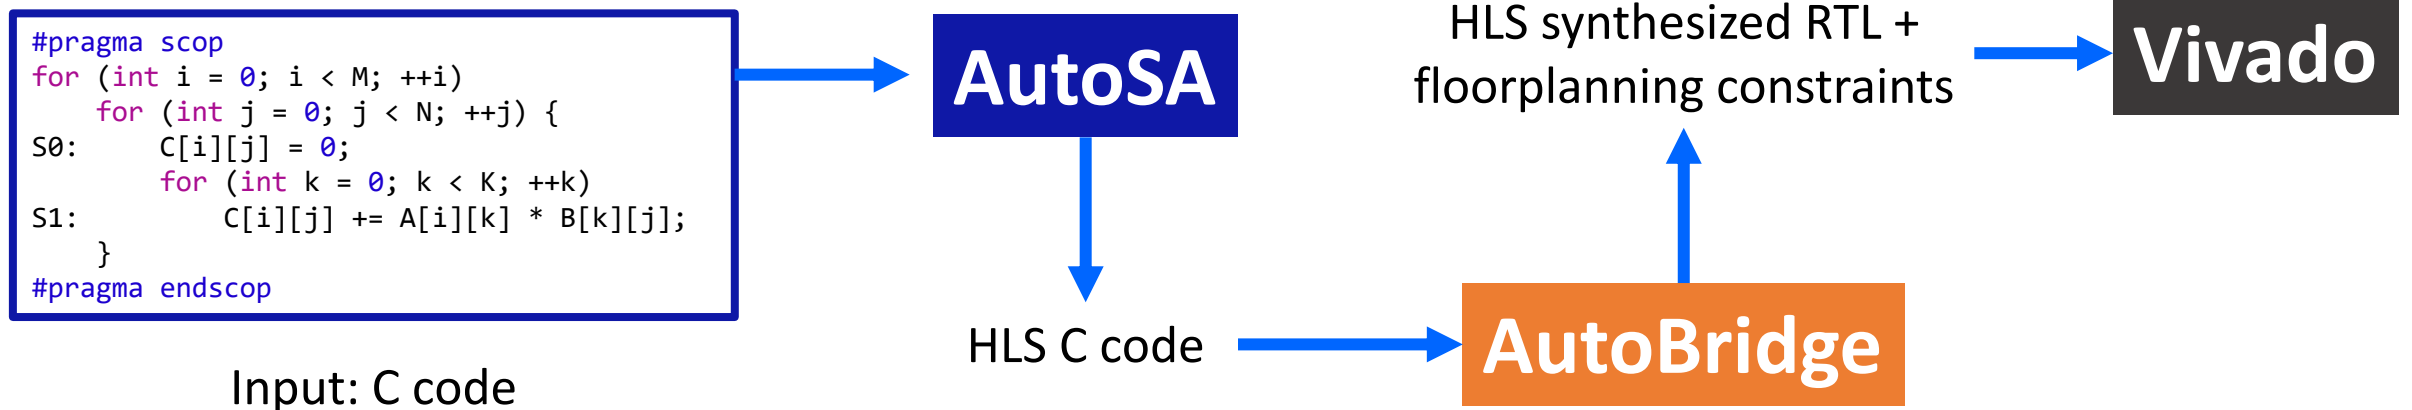 #pragma scop
for (int i = 0; i < M; ++i)
    for (int j = 0; j < N; ++j) {
S0:     C[i][j] = 0;
        for (int k = 0; k < K; ++k)
S1:         C[i][j] += A[i][k] * B[k][j];
    }
#pragma endscop
Input: C code
AutoSA
HLS C code
AutoBridge
HLS synthesized RTL +
floorplanning constraints
Vivado